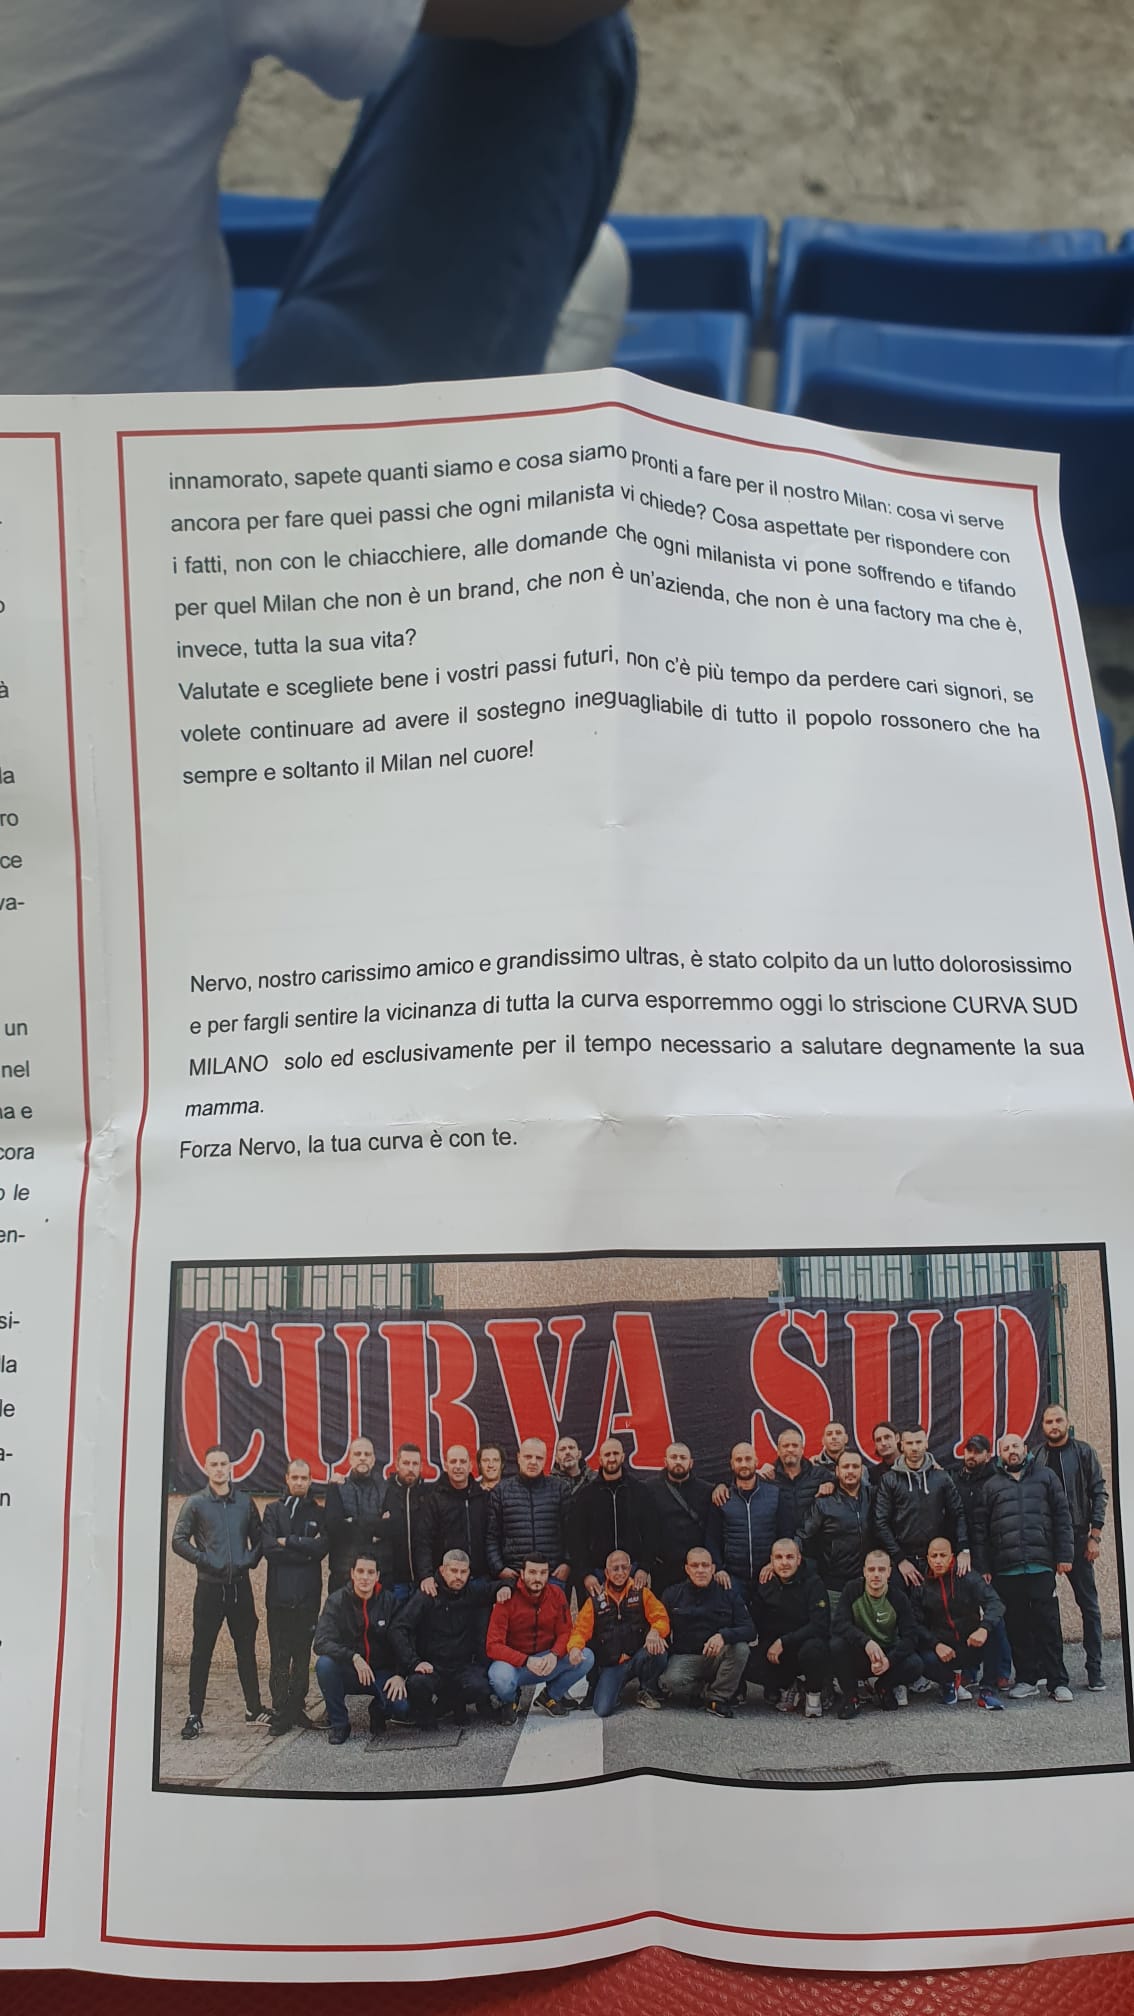 innamorato, sapete quanti siamo e cosa siamo pronti a fare per il nostro Milan: cosa vi serve
ancora per fare quei passi che ogni milanista vi chiede? Cosa aspettate per rispondere con
i fatti, non con le chiacchiere, alle domande che ogni milanista vi pone soffrendo e tifando
per quel Milan che non è un brand, che non è un'azienda, che non è una factory ma che è,
invece, tutta la sua vita?
Valutate e scegliete bene i vostri passi futuri, non c'è più tempo da perdere cari signori, se
volete continuare ad avere il sostegno ineguagliabile di tutto il popolo rossonero che ha
sempre e soltanto il Milan nel cuore!
Nervo, nostro carissimo amico e grandissimo ultras, è stato colpito da un lutto dolorosissimo
e per fargli sentire la vicinanza di tutta la curva esporremmo oggi lo striscione CURVA SUD
MILANO solo ed esclusivamente per il tempo necessario a salutare degnamente la sua
mamma.
Forza Nervo, la tua curva è con te.
CURVA SUD